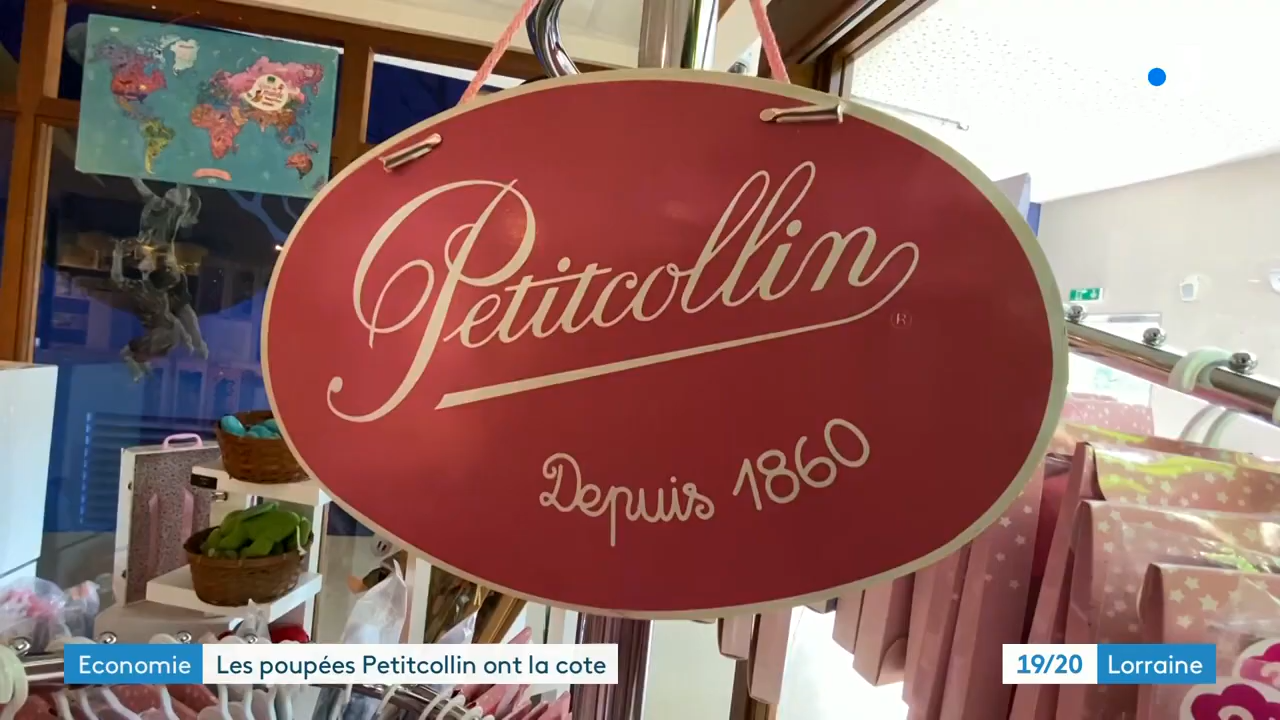 Petitcollin
®
Depuis 1860
Economie Les poupées Petitcollin ont la cote
19/20 Lorraine